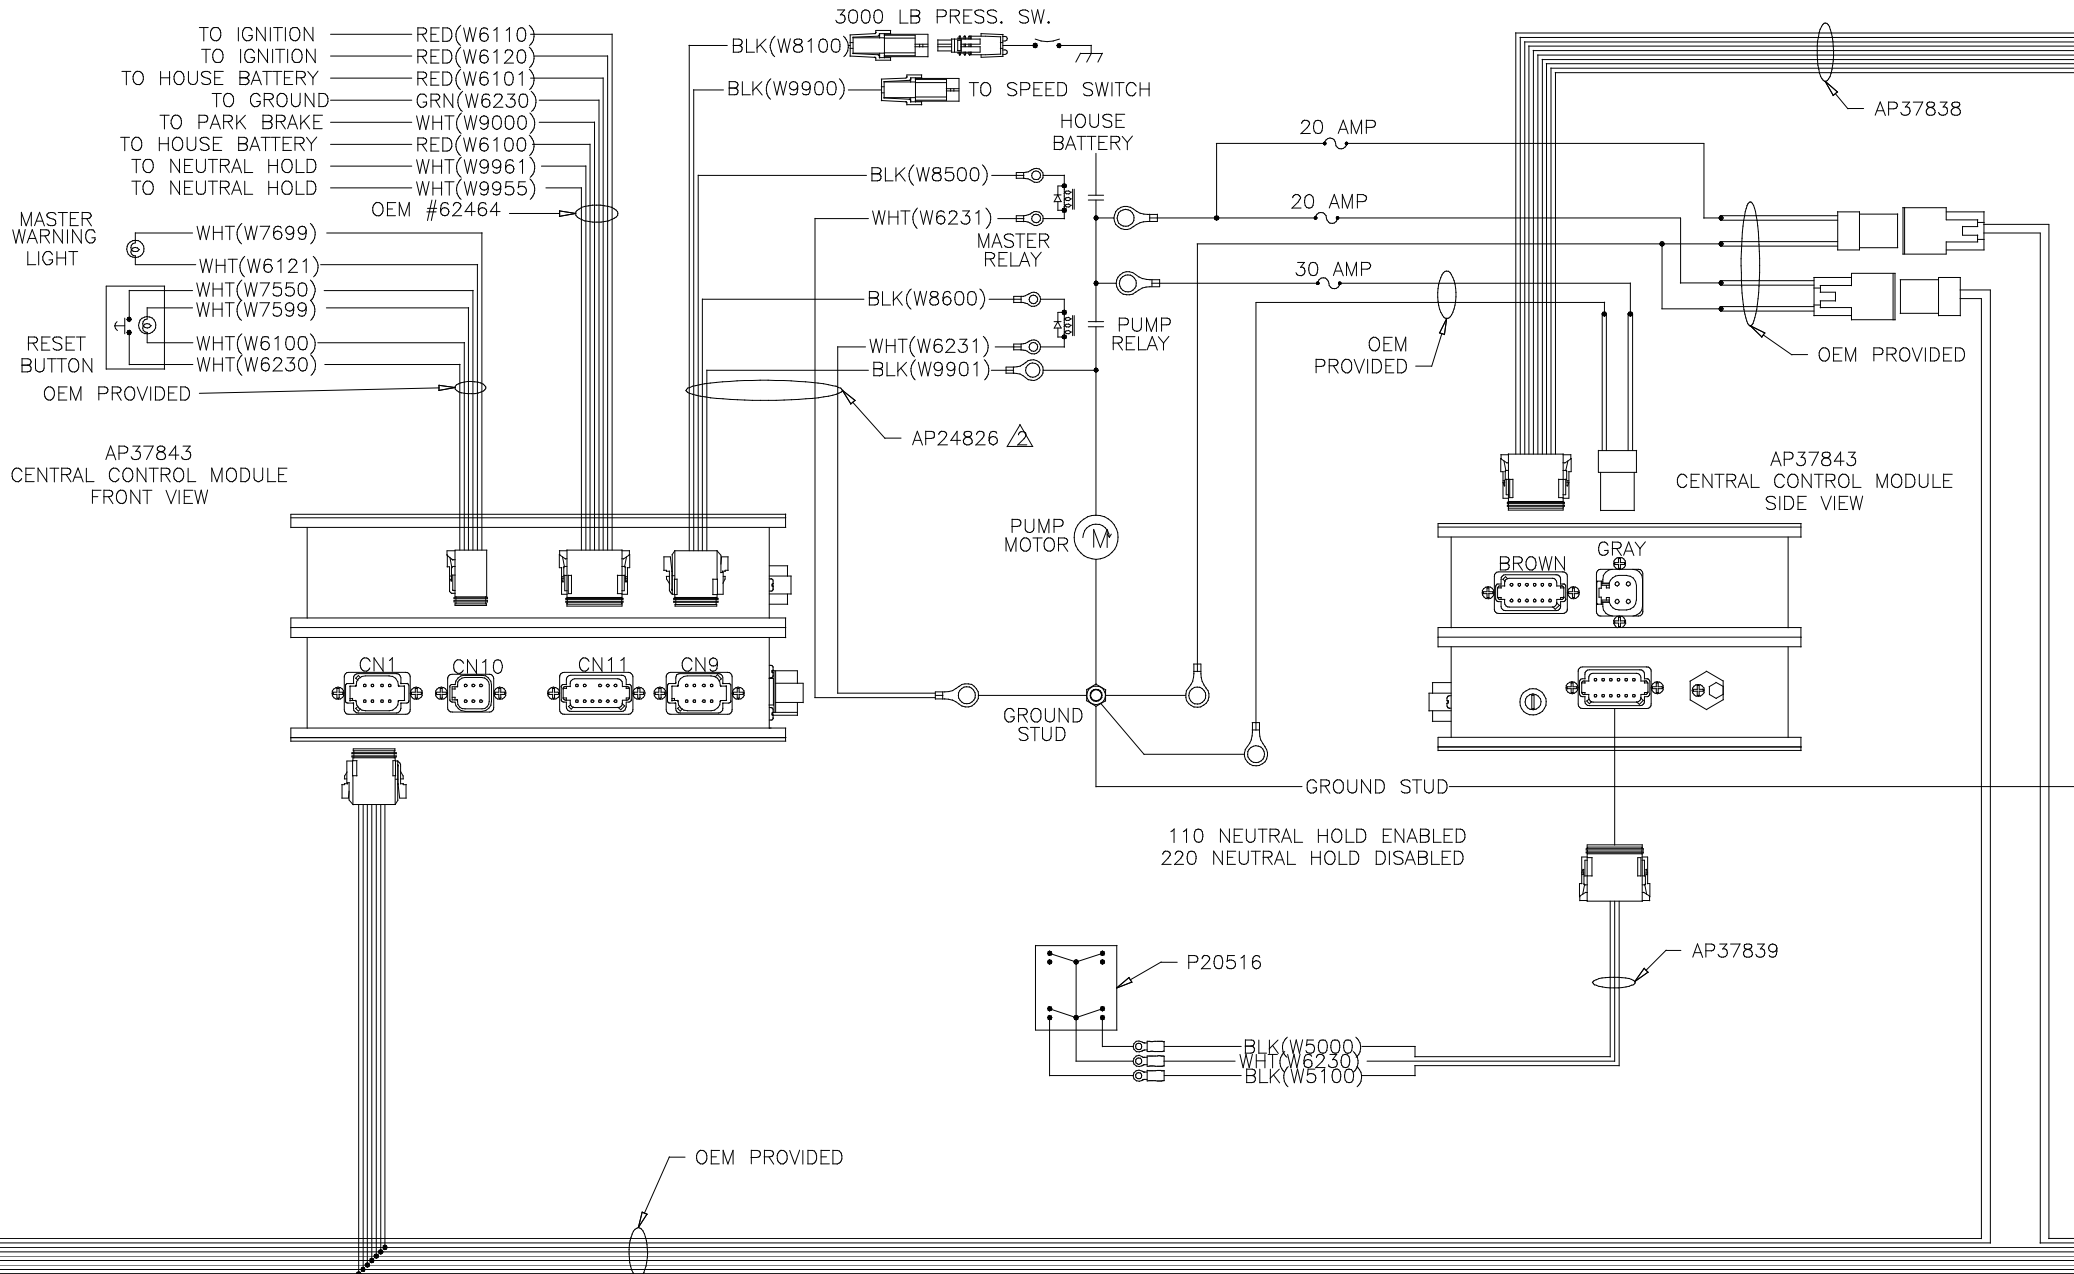 3000 LB PRESS. SW.
TO IGNITION RED(W6110)
TO IGNITION RED(W6120)
TO HOUSE BATTERY RED(W6101)
TO GROUND GRN(W6230)
TO PARK BRAKE WHT(W9000)
TO HOUSE BATTERY RED(W6100)
TO NEUTRAL HOLD WHT(W9961)
TO NEUTRAL HOLD WHT(W9955)
OEM #62464
BLK(W8100)
BLK(W9900) TO SPEED SWITCH
HOUSE
BATTERY
BLK(W8500)
WHT(W6231)
MASTER
RELAY
BLK(W8600)
PUMP
RELAY
WHT(W6231)
BLK(W9901)
AP24826 2
MASTER
WARNING
LIGHT
WHT(W7699)
WHT(W6121)
WHT(W7550)
WHT(W7599)
RESET
BUTTON
WHT(W6100)
WHT(W6230)
OEM PROVIDED
AP37843
CENTRAL CONTROL MODULE
FRONT VIEW
CN1
CN10
CN11
CN9
20 AMP
20 AMP
30 AMP
OEM
PROVIDED
AP37838
OEM PROVIDED
AP37843
CENTRAL CONTROL MODULE
SIDE VIEW
BROWN
GRAY
PUMP
MOTOR
M
GROUND
STUD
GROUND STUD
110 NEUTRAL HOLD ENABLED
220 NEUTRAL HOLD DISABLED
P20516
AP37839
BLK(W5000)
WHT(W6230)
BLK(W5100)
OEM PROVIDED